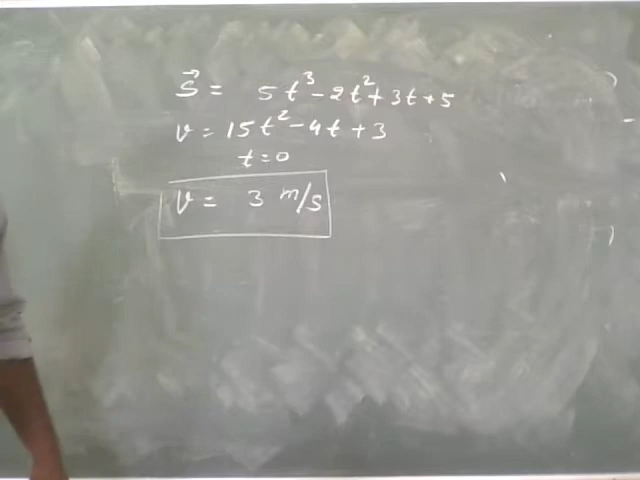 S⃗ = 5t³ - 2t² + 3t + 5
v = 15t² - 4t + 3
t = 0
v = 3 m/s